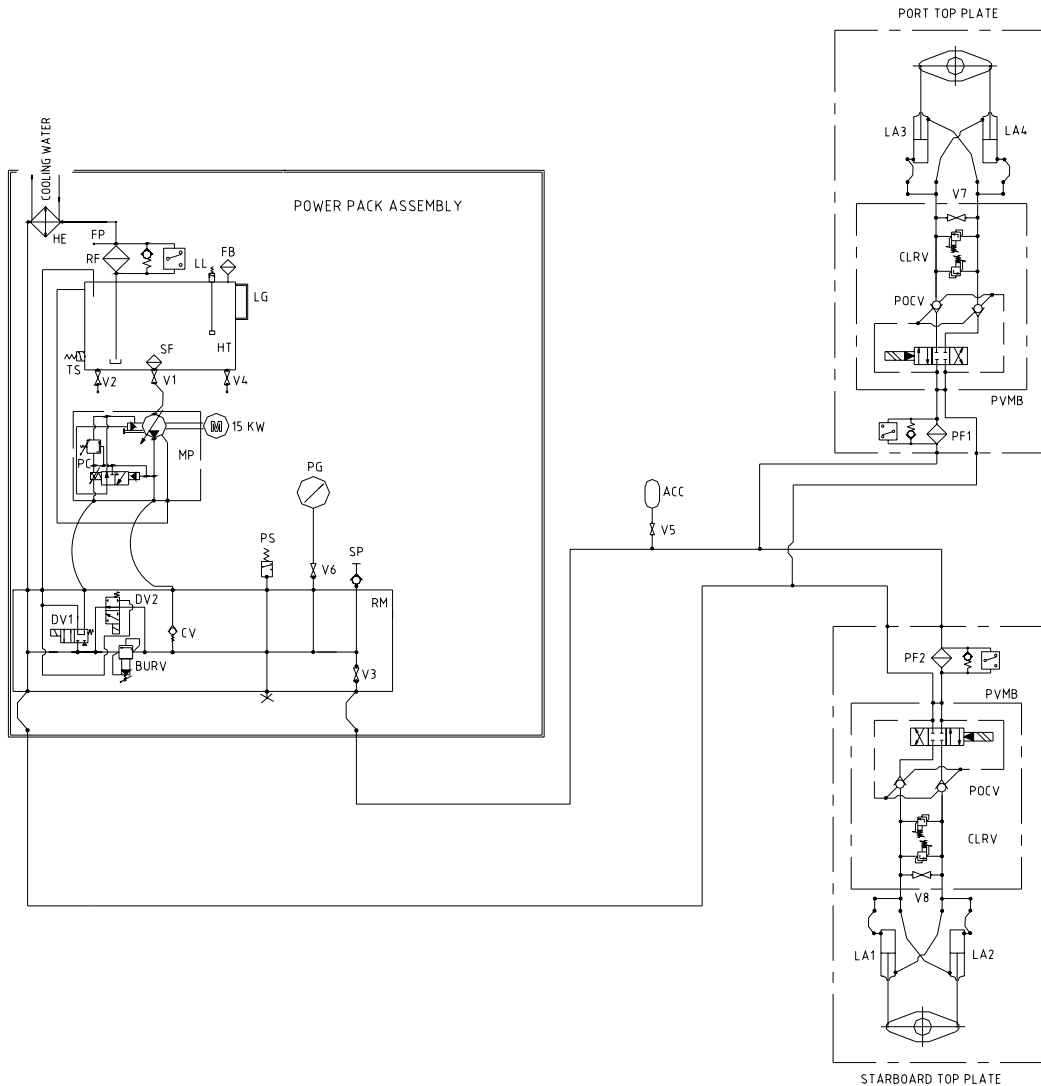 PORT TOP PLATE
LA3
LA4
V7
CLRV
POCV
PVMB
PF1
COOLING WATER
POWER PACK ASSEMBLY
HE
FP
RF
LL
FB
LG
HT
TS
SF
V2
V1
V4
M
15 KW
MP
PC
PG
ACC
V5
PS
V6
SP
DV2
RM
DV1
CV
BURV
V3
PF2
PVMB
POCV
CLRV
V8
LA1
LA2
STARBOARD TOP PLATE